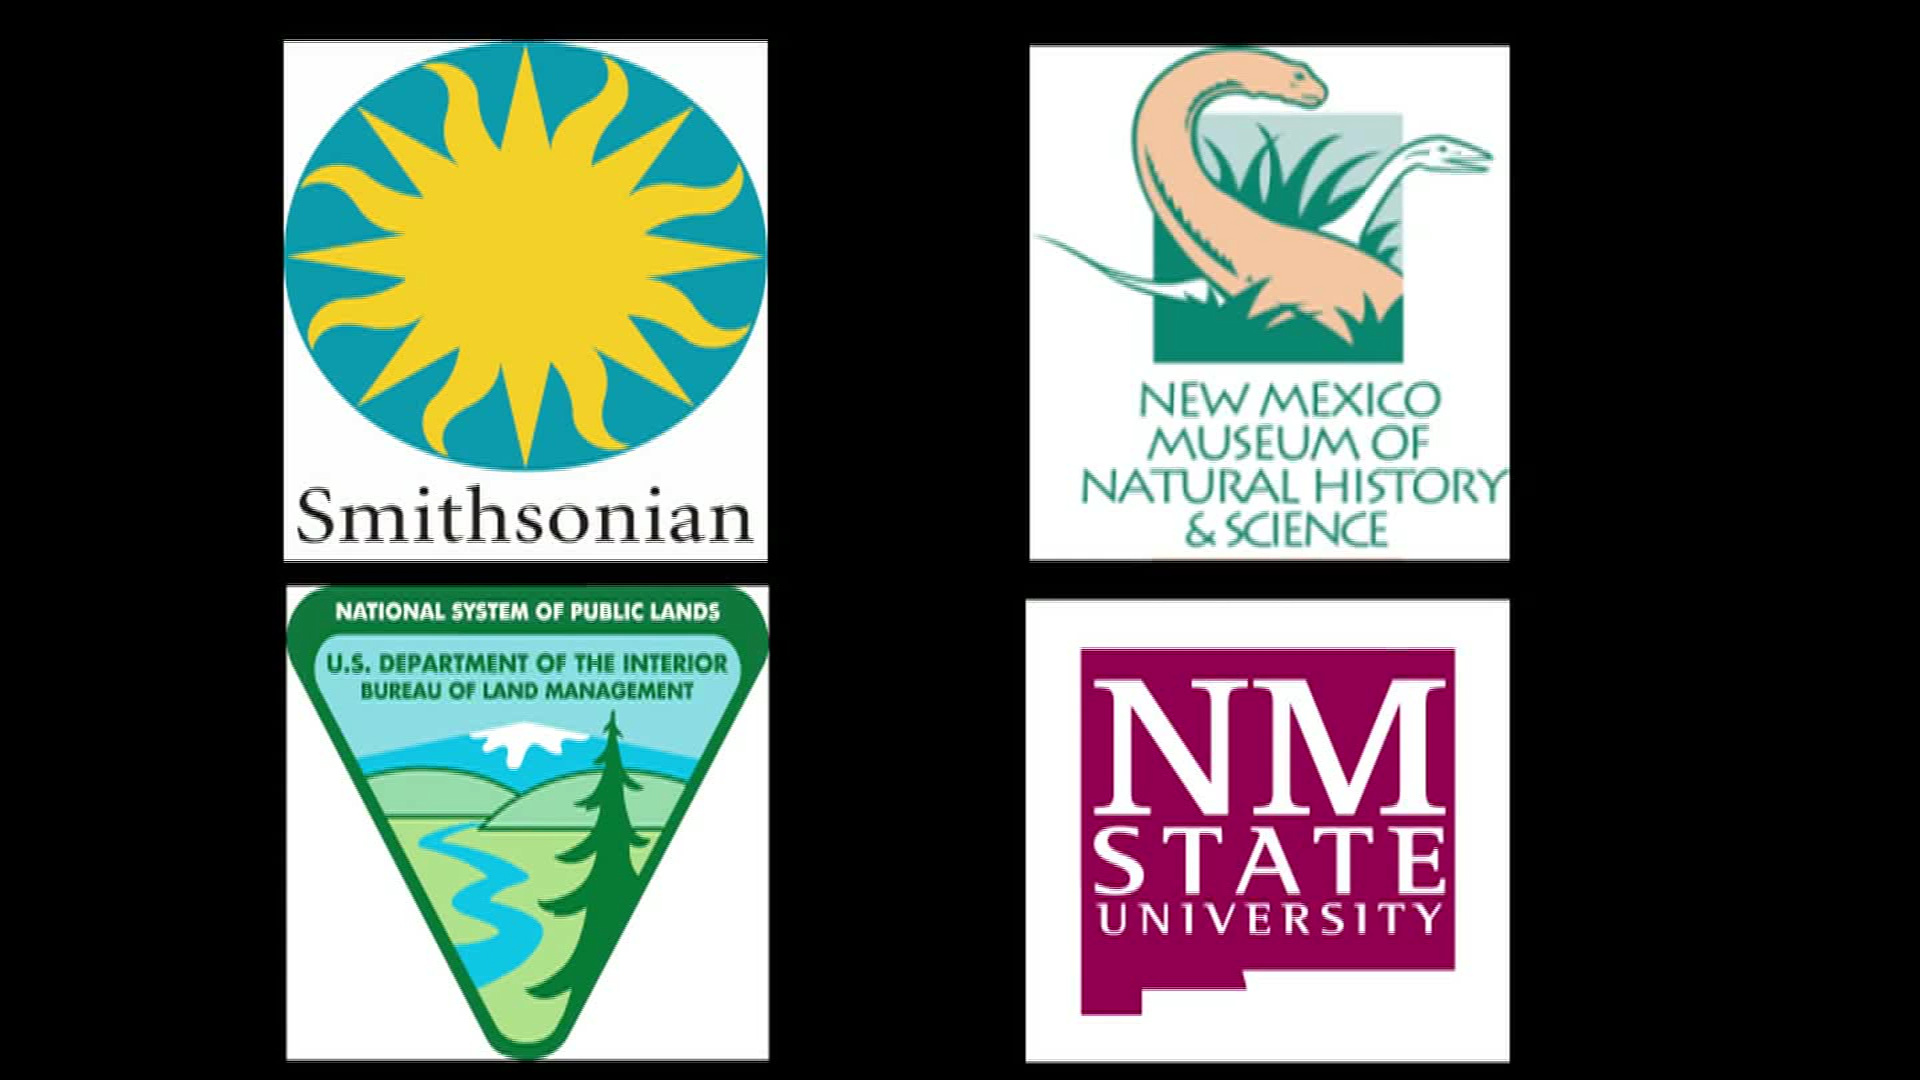 Smithsonian
NEW MEXICO
MUSEUM OF
NATURAL HISTORY
& SCIENCE
NATIONAL SYSTEM OF PUBLIC LANDS
U.S. DEPARTMENT OF THE INTERIOR
BUREAU OF LAND MANAGEMENT
NM
STATE
UNIVERSITY